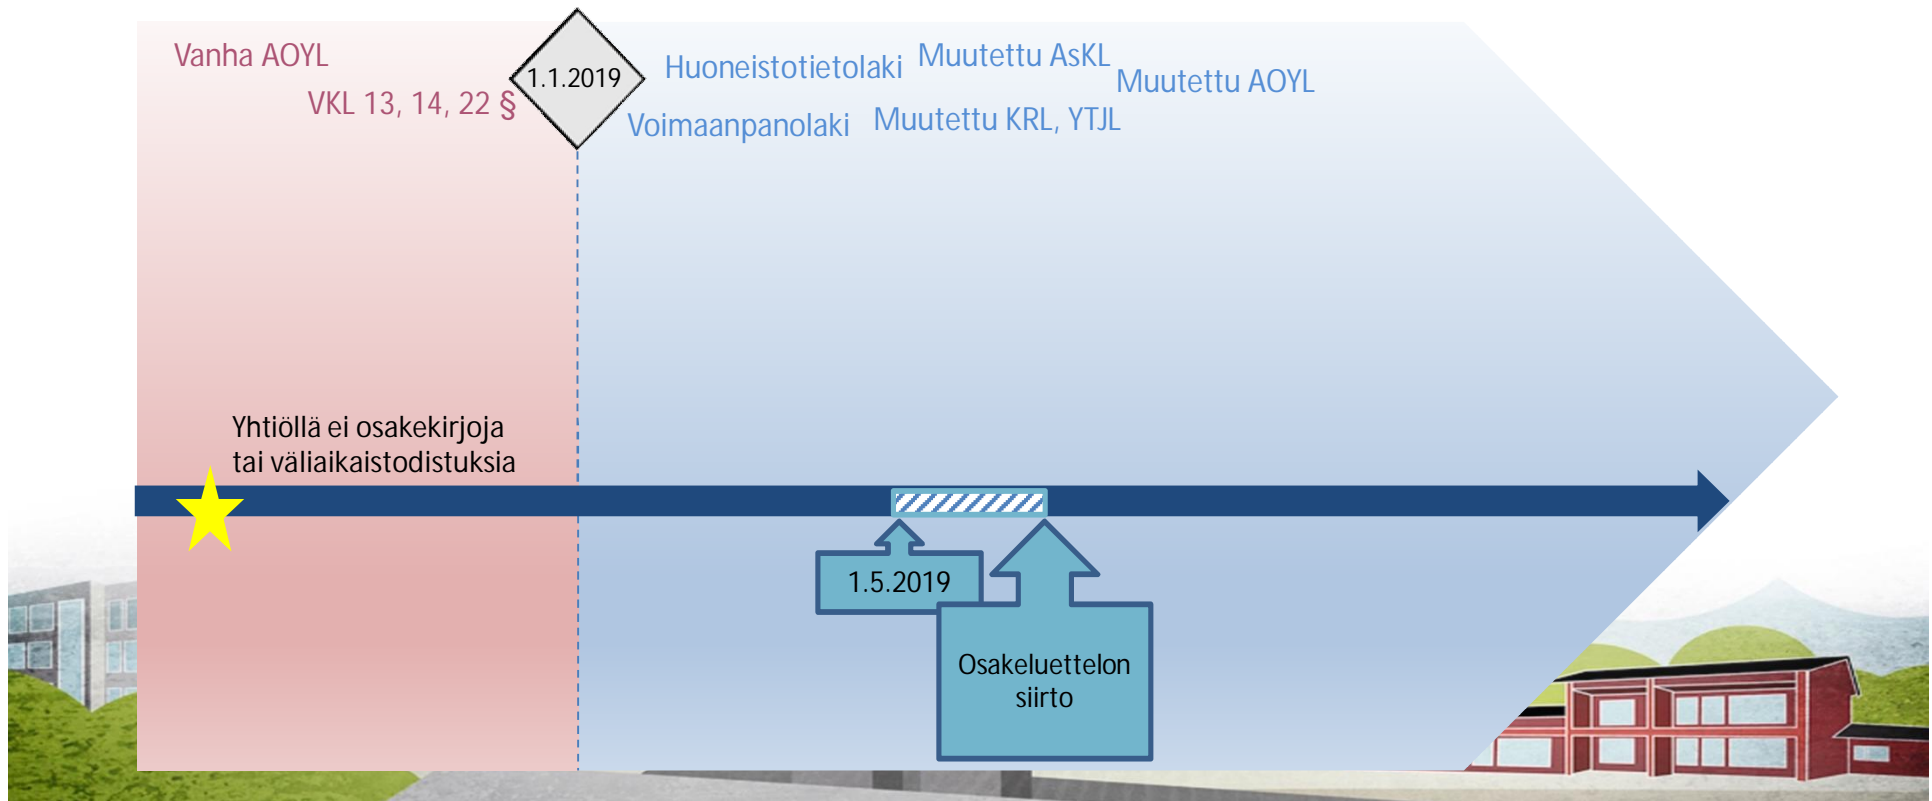 Vanha AOYL
VKL 13, 14, 22 §
1.1.2019
Huoneistotietolaki
Muutettu AsKL
Muutettu AOYL
Voimaanpanolaki
Muutettu KRL, YTJL
Yhtiöllä ei osakekirjoja
tai väliaikaistodistuksia
1.5.2019
Osakeluettelon
siirto